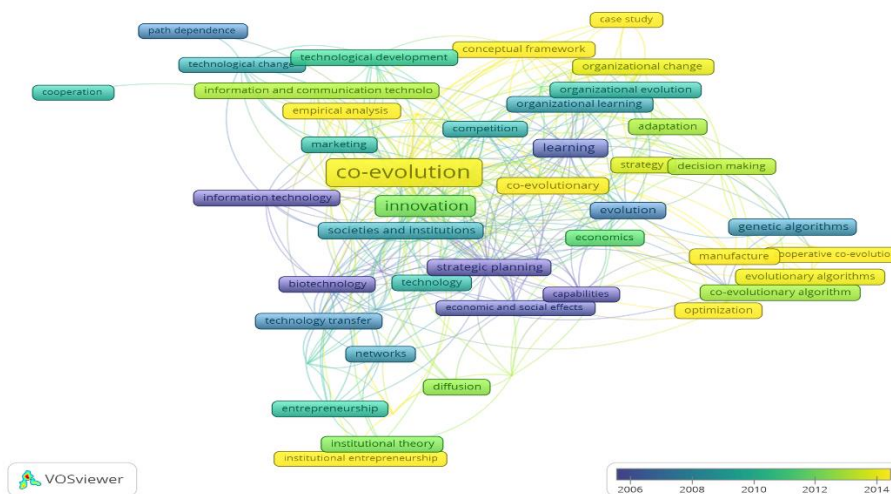 case study
path dependence
conceptual framework
technological development
technological change
organizational change
cooperation
information and communication technolo
organizational evolution
organizational learning
empirical analysis
competition
adaptation
marketing
learning
co-evolution
strategy
decision making
co-evolutionary
information technology
innovation
evolution
societies and institutions
genetic algorithms
economics
manufacture
ooperative co-evolution
strategic planning
evolutionary algorithms
biotechnology
technology
capabilities
co-evolutionary algorithm
economic and social effects
optimization
technology transfer
networks
diffusion
entrepreneurship
institutional theory
institutional entrepreneurship
VOSviewer
2006 2008 2010 2012 2014